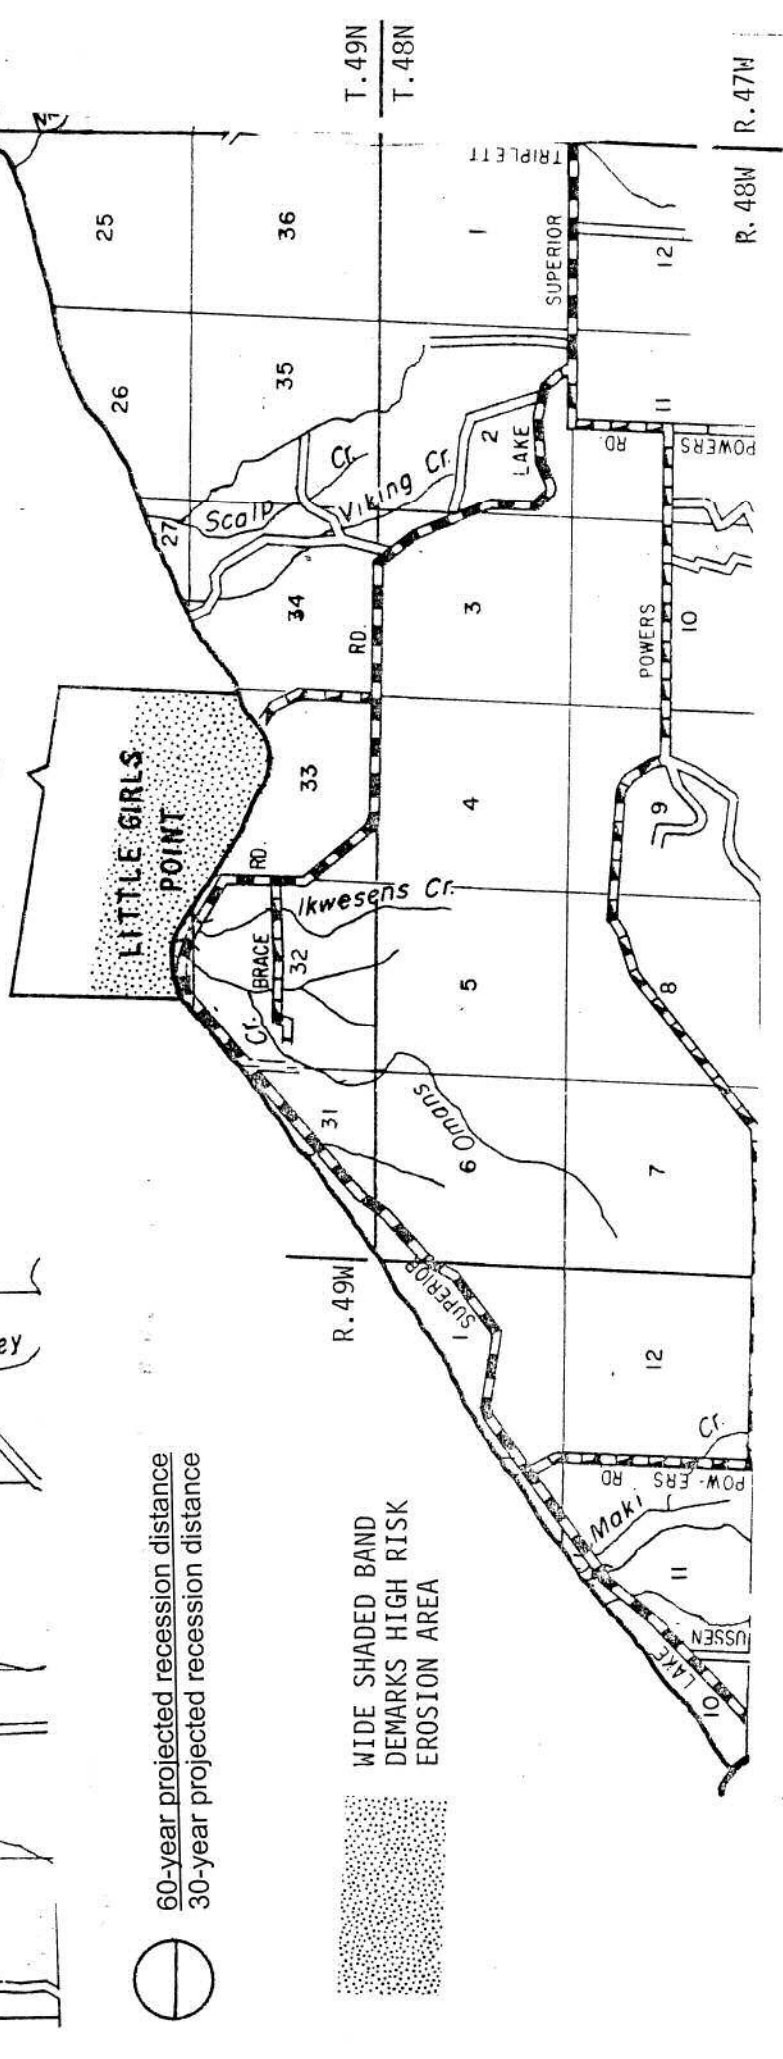 T.49N
T.48N
R.48W
R.47W
25
36
1
12
TRIPLETT
SUPERIOR
26
35
2
11
LAKE
RD.
POWERS
27
Scalp
Cr.
Viking Cr.
34
3
10
RD.
POWERS
LITTLE GIRLS
POINT
33
4
9
RD.
Ikwesens Cr.
BRACE
32
5
8
Cr.
Omans
31
6
7
R.49W
SUPERIOR
1
12
Cr.
POW-ERS
RD
Maki
11
USSEN
LAKE
10
ey
60-year projected recession distance
30-year projected recession distance
WIDE SHADED BAND
DEMARKS HIGH RISK
EROSION AREA